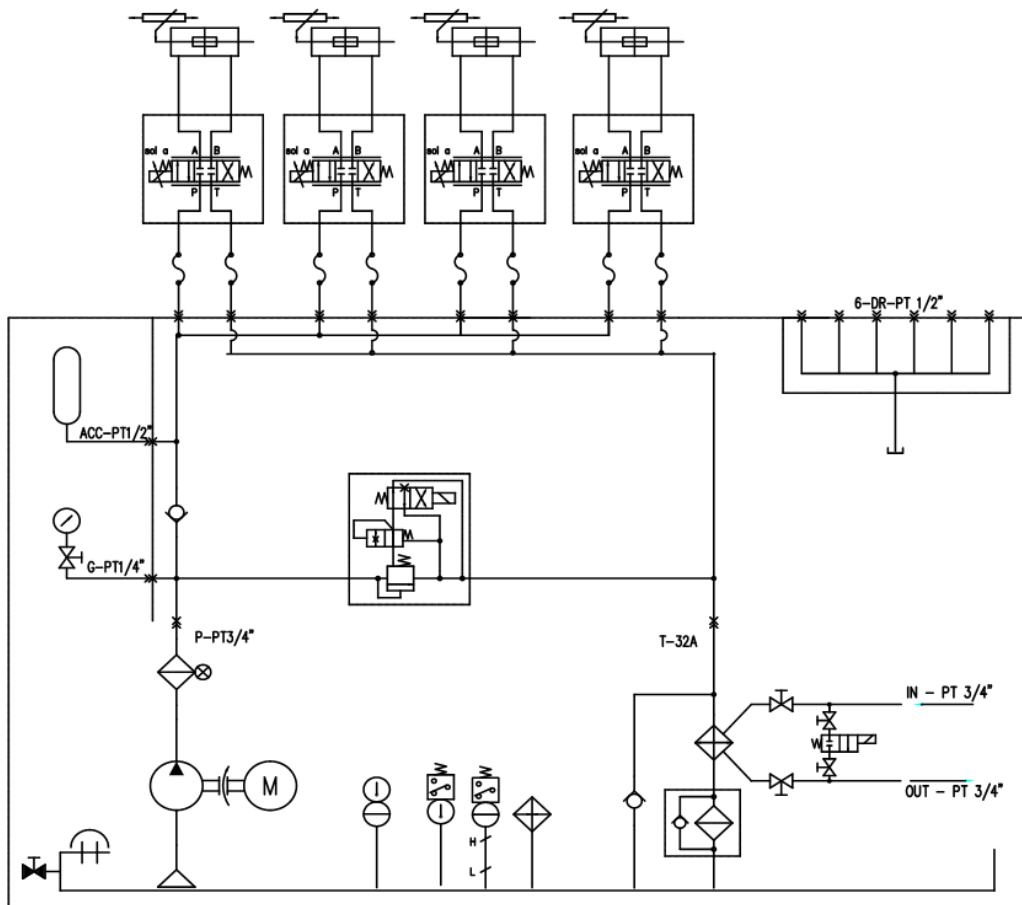 sol a A B
P T
sol a A B
P T
sol a A B
P T
sol a A B
P T
6-DR-PT 1/2"
ACC-PT1/2"
G-PT1/4"
P-PT3/4"
T-32A
IN - PT 3/4"
W
M
OUT - PT 3/4"
H
L